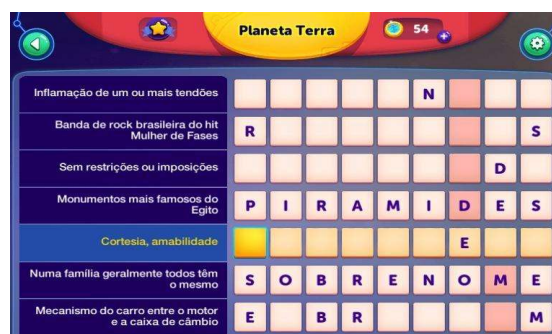 Planeta Terra
54
Inflamação de um ou mais tendões
N
Banda de rock brasileira do hit
Mulher de Fases
R S
Sem restrições ou imposições
D
Monumentos mais famosos do
Egito
P I R A M I D E S
Cortesia, amabilidade
E
Numa família geralmente todos têm
o mesmo
S O B R E N O M E
Mecanismo do carro entre o motor
e a caixa de câmbio
E B R M